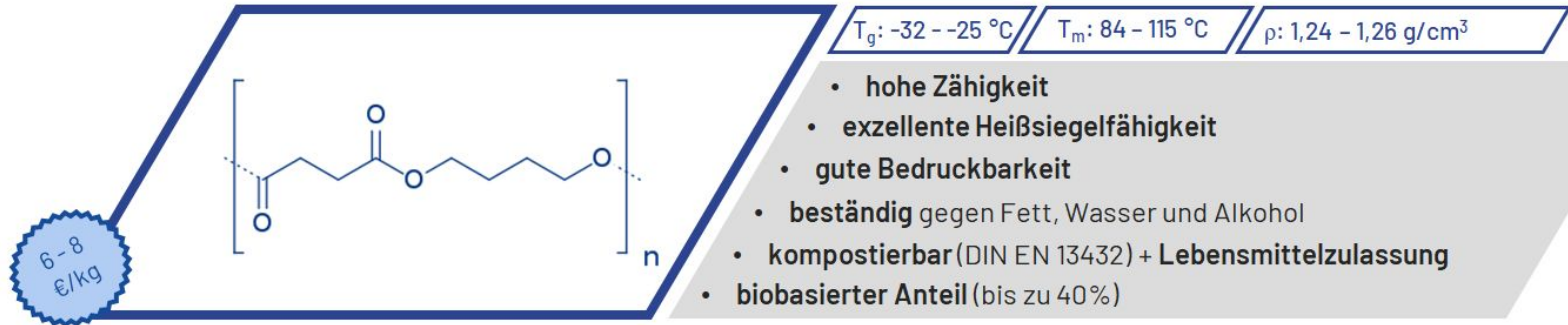 T_g: -32 - -25 °C
T_m: 84 – 115 °C
ρ: 1,24 – 1,26 g/cm³
O
O
O
O
n
6 - 8
€/kg
• hohe Zähigkeit
• exzellente Heißsiegelfähigkeit
• gute Bedruckbarkeit
• beständig gegen Fett, Wasser und Alkohol
• kompostierbar (DIN EN 13432) + Lebensmittelzulassung
• biobasierter Anteil (bis zu 40%)